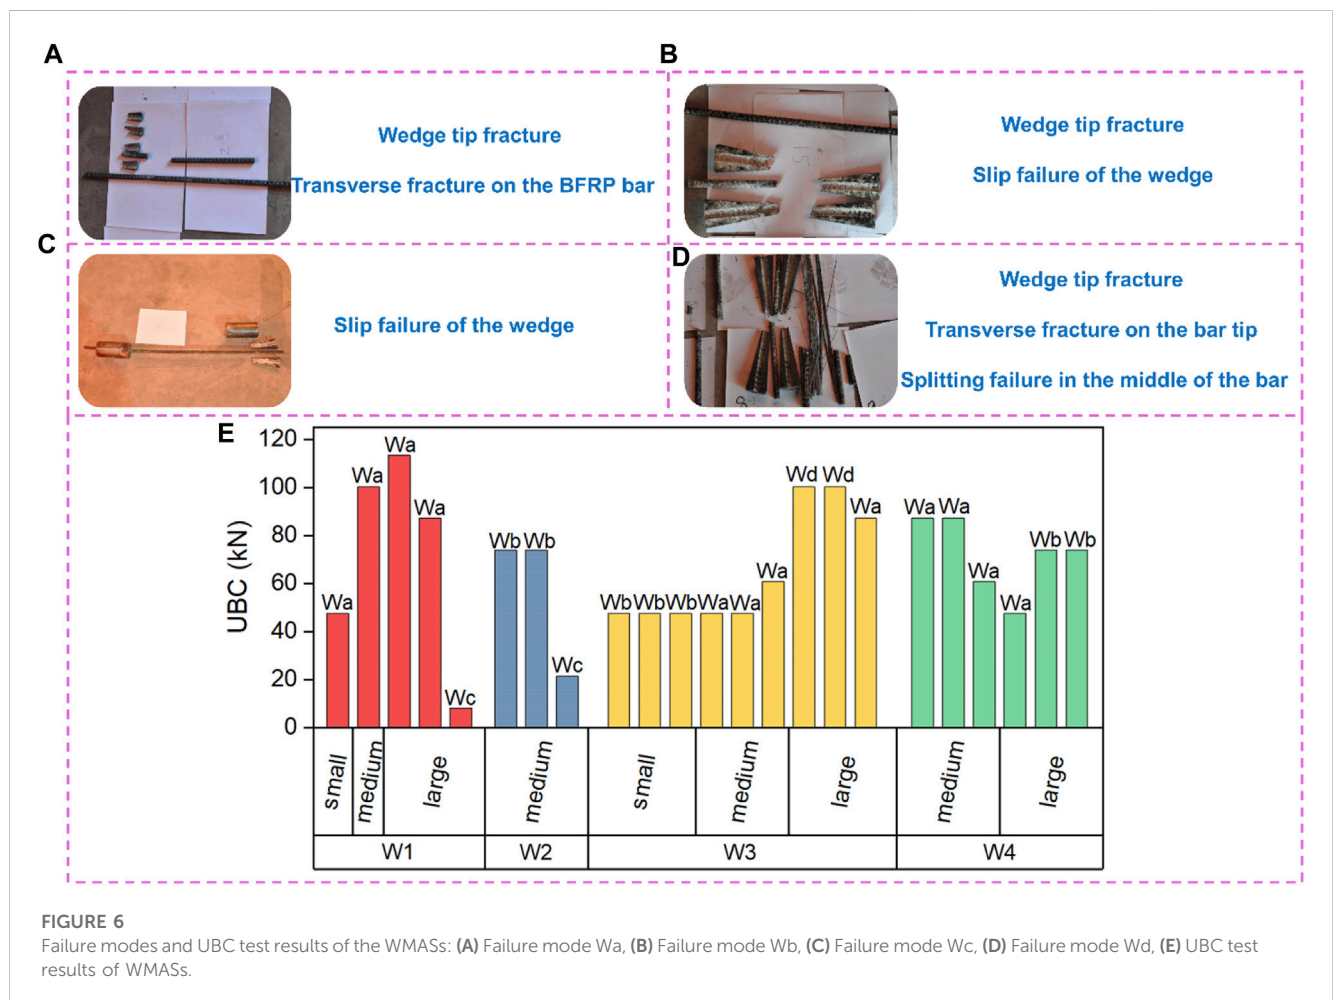 A
Wedge tip fracture
Transverse fracture on the BFRP bar
B
Wedge tip fracture
Slip failure of the wedge
C
Slip failure of the wedge
D
Wedge tip fracture
Transverse fracture on the bar tip
Splitting failure in the middle of the bar
E
UBC (kN)
120
100
80
60
40
20
0
Wa Wa Wa Wa Wc Wb Wb Wc Wb Wb Wb Wa Wa Wa Wd Wd Wa Wa Wa Wa Wa Wb Wb
small medium large medium small medium large medium large
W1 W2 W3 W4
FIGURE 6
Failure modes and UBC test results of the WMASs: (A) Failure mode Wa, (B) Failure mode Wb, (C) Failure mode Wc, (D) Failure mode Wd, (E) UBC test
results of WMASs.